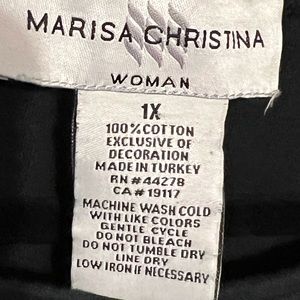 MARISA CHRISTINA
WOMAN
1X
100% COTTON
EXCLUSIVE OF
DECORATION
MADE IN TURKEY
RN#44278
CA#19117
MACHINE WASH COLD
WITH LIKE COLORS
GENTLE CYCLE
DO NOT BLEACH
DO NOT TUMBLE DRY
LINE DRY
LOW IRON IF NECESSARY